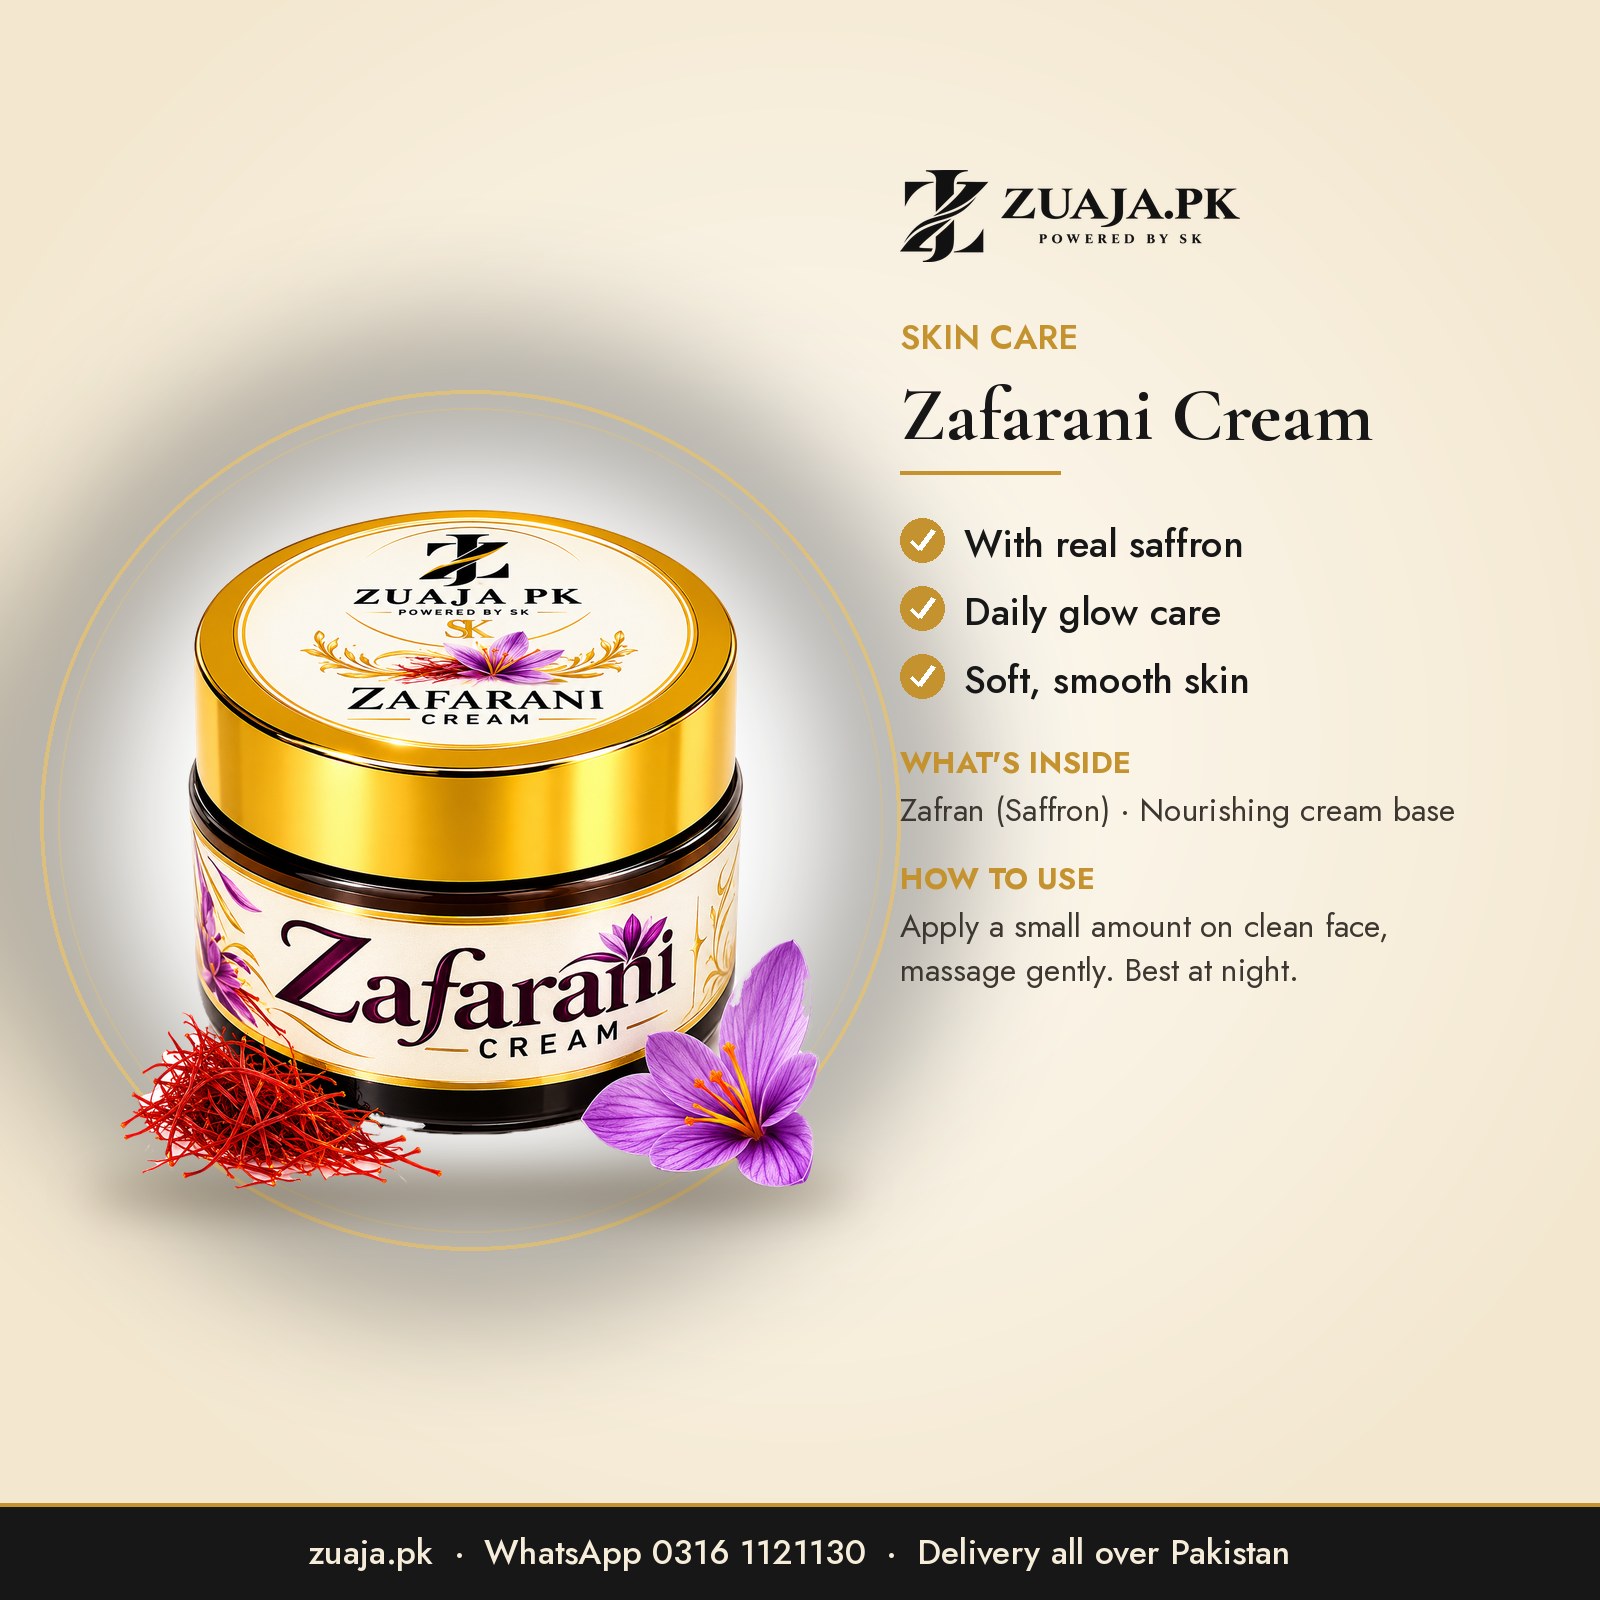 ZUAJA.PK
POWERED BY SK
SKIN CARE
Zafarani Cream
With real saffron
Daily glow care
Soft, smooth skin
WHAT'S INSIDE
Zafran (Saffron) · Nourishing cream base
HOW TO USE
Apply a small amount on clean face,
massage gently. Best at night.
ZUAJA PK
POWERED BY SK
SK
ZAFARANI
CREAM
Zafarani
CREAM
zuaja.pk · WhatsApp 0316 1121130 · Delivery all over Pakistan